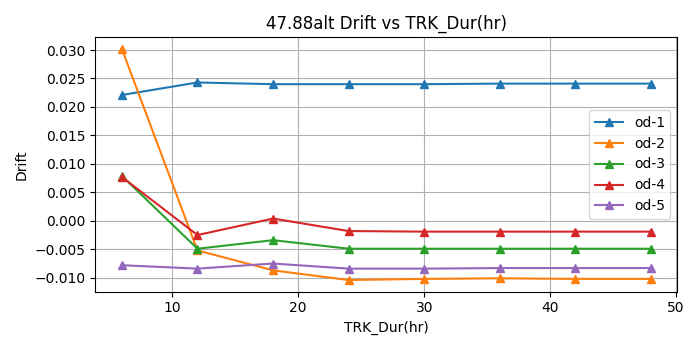 47.88alt Drift vs TRK_Dur(hr)
0.030
0.025
0.020
0.015
0.010
0.005
0.000
−0.005
−0.010
Drift
od-1
od-2
od-3
od-4
od-5
10 20 30 40 50
TRK_Dur(hr)